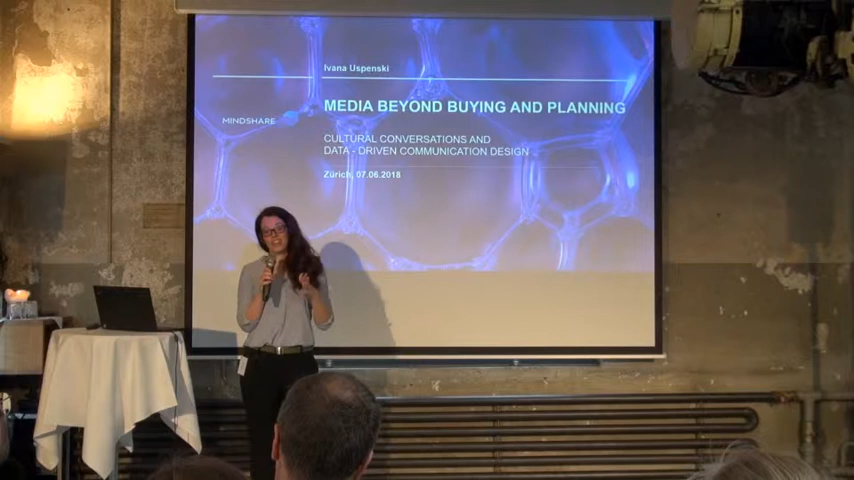 Ivana Uspenski
MEDIA BEYOND BUYING AND PLANNING
MINDSHARE
CULTURAL CONVERSATIONS AND
DATA - DRIVEN COMMUNICATION DESIGN
Zürich, 07.06.2018